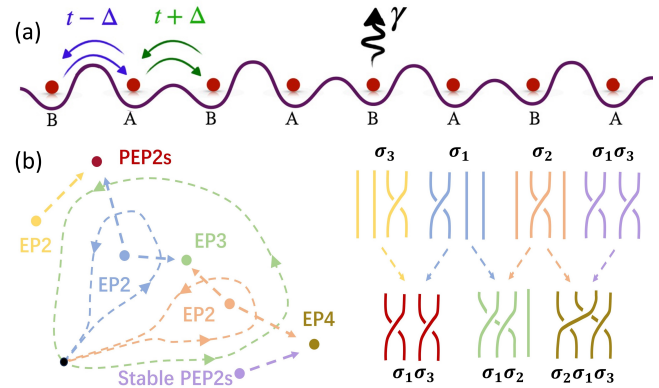 (a) t − Δ t + Δ γ
B A B A B A B A
(b) PEP2s σ₃ σ₁ σ₂ σ₁σ₃
EP2
EP3
EP2
EP2
EP4
Stable PEP2s
σ₁σ₃ σ₁σ₂ σ₂σ₁σ₃